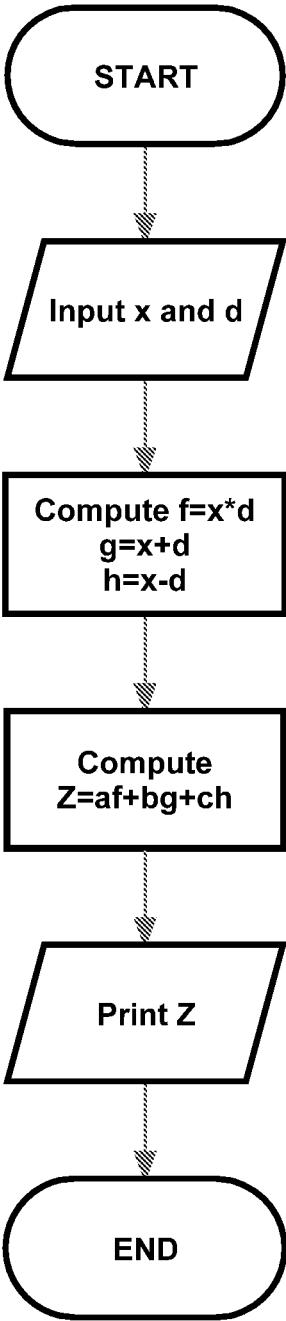 START
Input x and d
Compute f=x*d
g=x+d
h=x-d
Compute
Z=af+bg+ch
Print Z
END